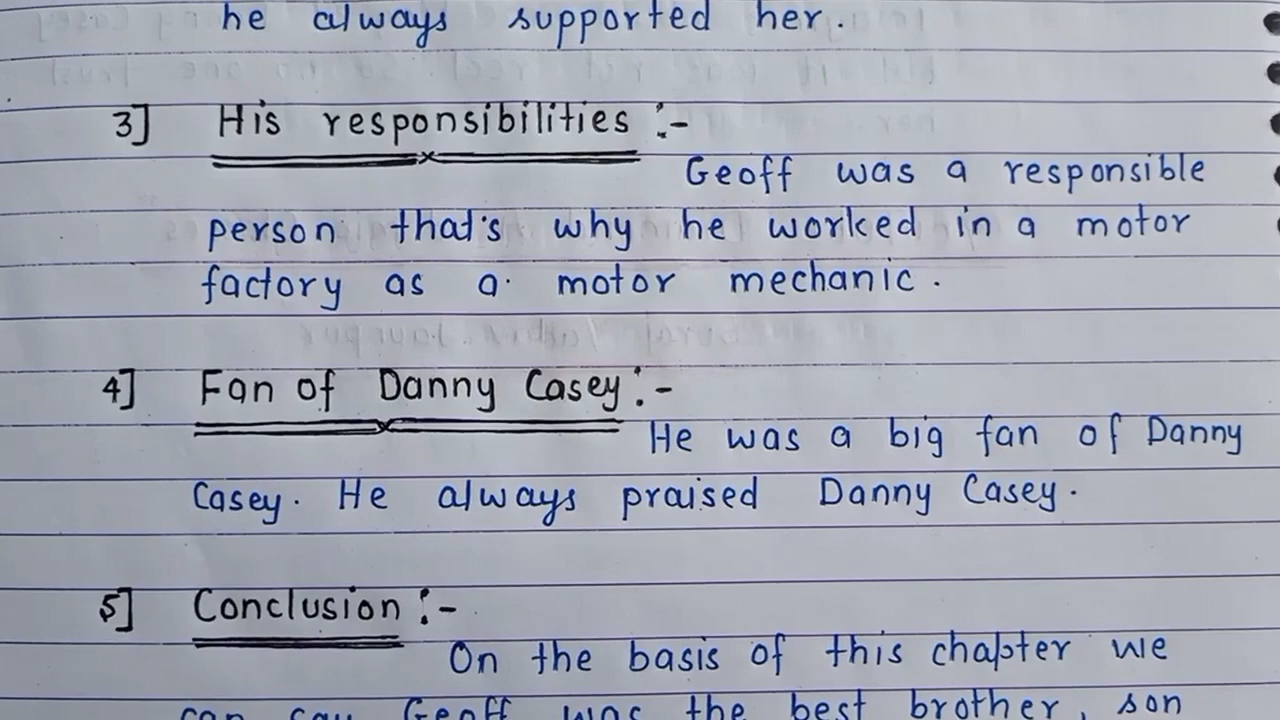 he always supported her.
3] His responsibilities :-
Geoff was a responsible
person that's why he worked in a motor
factory as a motor mechanic.
4] Fan of Danny Casey :-
He was a big fan of Danny
Casey. He always praised Danny Casey.
5] Conclusion :-
On the basis of this chapter we
can say Geoff was the best brother, son